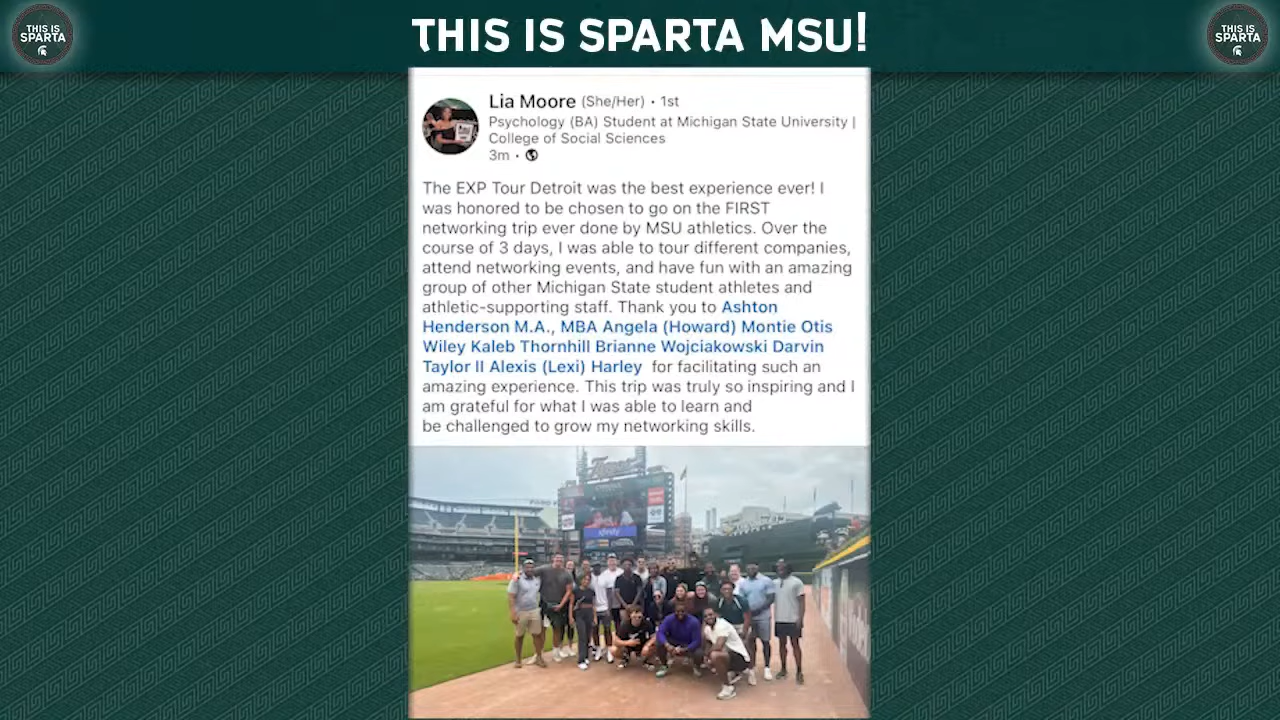 THIS IS
SPARTA
THIS IS SPARTA MSU!
THIS IS
SPARTA
Lia Moore (She/Her) • 1st
Psychology (BA) Student at Michigan State University |
College of Social Sciences
3m •
The EXP Tour Detroit was the best experience ever! I
was honored to be chosen to go on the FIRST
networking trip ever done by MSU athletics. Over the
course of 3 days, I was able to tour different companies,
attend networking events, and have fun with an amazing
group of other Michigan State student athletes and
athletic-supporting staff. Thank you to Ashton
Henderson M.A., MBA Angela (Howard) Montie Otis
Wiley Kaleb Thornhill Brianne Wojciakowski Darvin
Taylor II Alexis (Lexi) Harley for facilitating such an
amazing experience. This trip was truly so inspiring and I
am grateful for what I was able to learn and
be challenged to grow my networking skills.
Tigers
xfinity